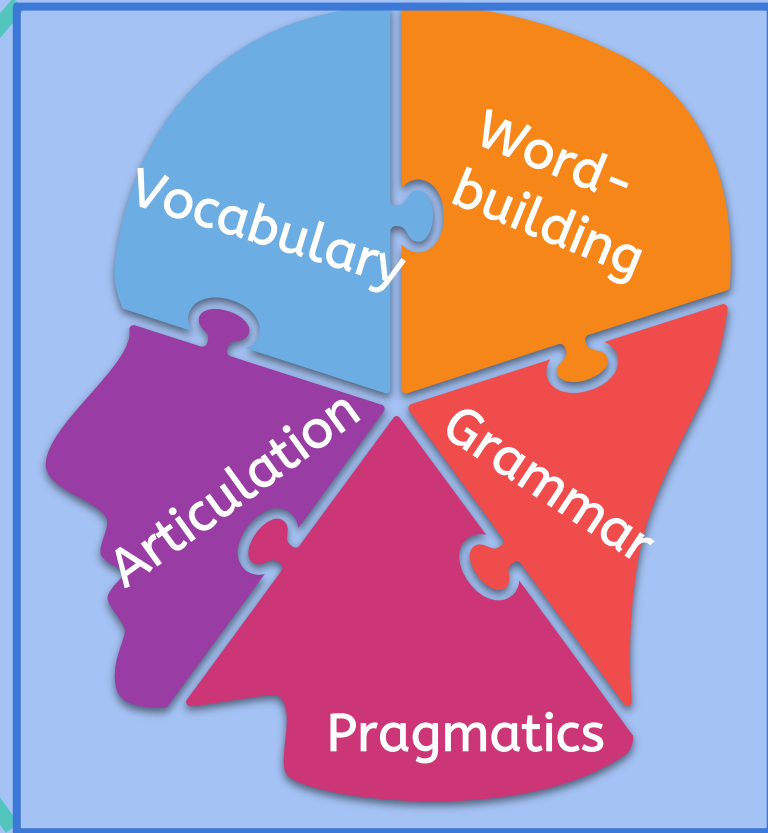 Vocabulary
Word-
building
Articulation
Grammar
Pragmatics